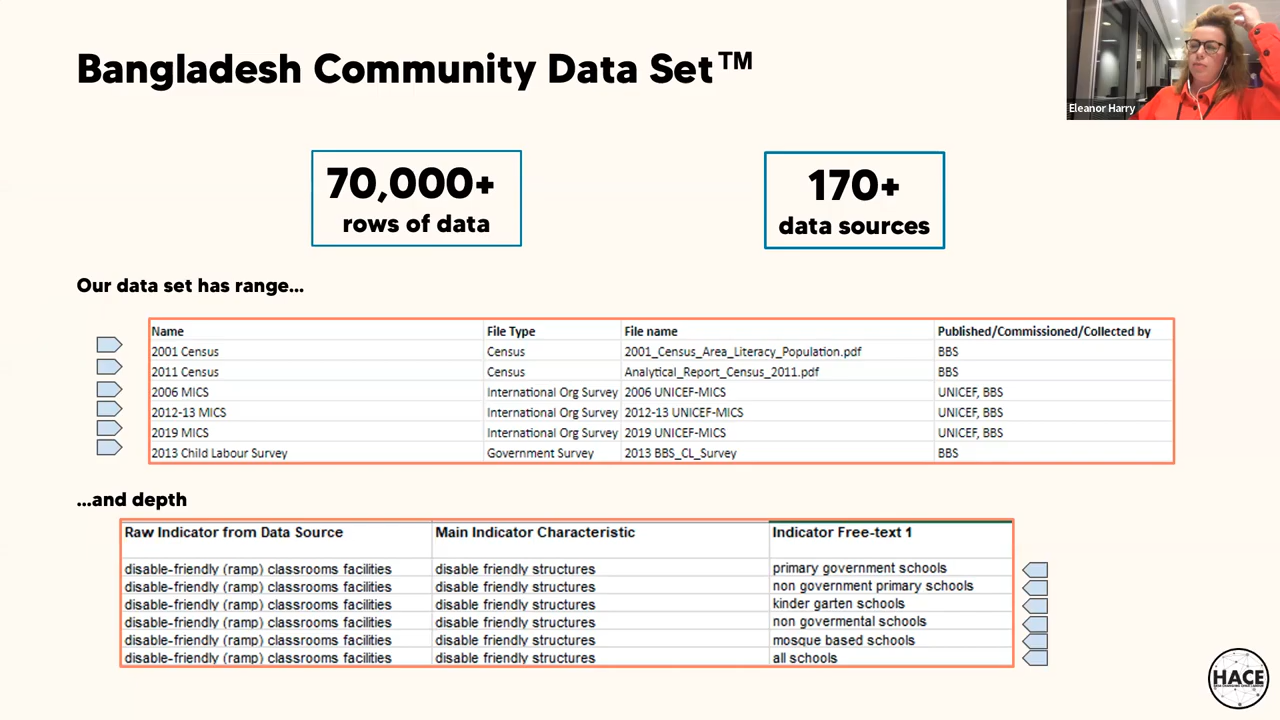 Bangladesh Community Data Set™
Eleanor Harry
70,000+
rows of data
170+
data sources
Our data set has range...
Name File Type File name Published/Commissioned/Collected by
2001 Census Census 2001_Census_Area_Literacy_Population.pdf BBS
2011 Census Census Analytical_Report_Census_2011.pdf BBS
2006 MICS International Org Survey 2006 UNICEF-MICS UNICEF, BBS
2012-13 MICS International Org Survey 2012-13 UNICEF-MICS UNICEF, BBS
2019 MICS International Org Survey 2019 UNICEF-MICS UNICEF, BBS
2013 Child Labour Survey Government Survey 2013 BBS_CL_Survey BBS
...and depth
Raw Indicator from Data Source Main Indicator Characteristic Indicator Free-text 1
disable-friendly (ramp) classrooms facilities disable friendly structures primary government schools
disable-friendly (ramp) classrooms facilities disable friendly structures non government primary schools
disable-friendly (ramp) classrooms facilities disable friendly structures kinder garten schools
disable-friendly (ramp) classrooms facilities disable friendly structures non govermental schools
disable-friendly (ramp) classrooms facilities disable friendly structures mosque based schools
disable-friendly (ramp) classrooms facilities disable friendly structures all schools
HACE